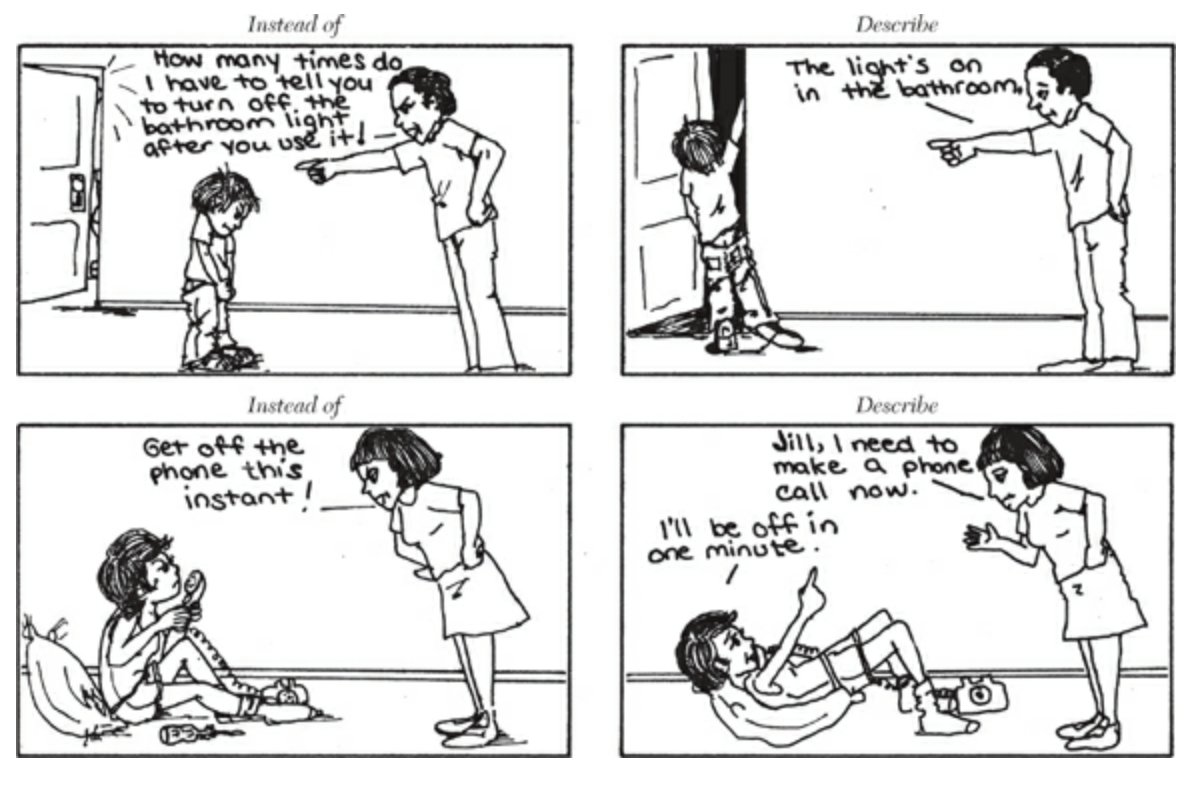 Instead of
How many times do
I have to tell you
to turn off the
bathroom light
after you use it!
Describe
The light's on
in the bathroom.
Instead of
Get off the
phone this
instant!
Describe
Jill, I need to
make a phone
call now.
I'll be off in
one minute.